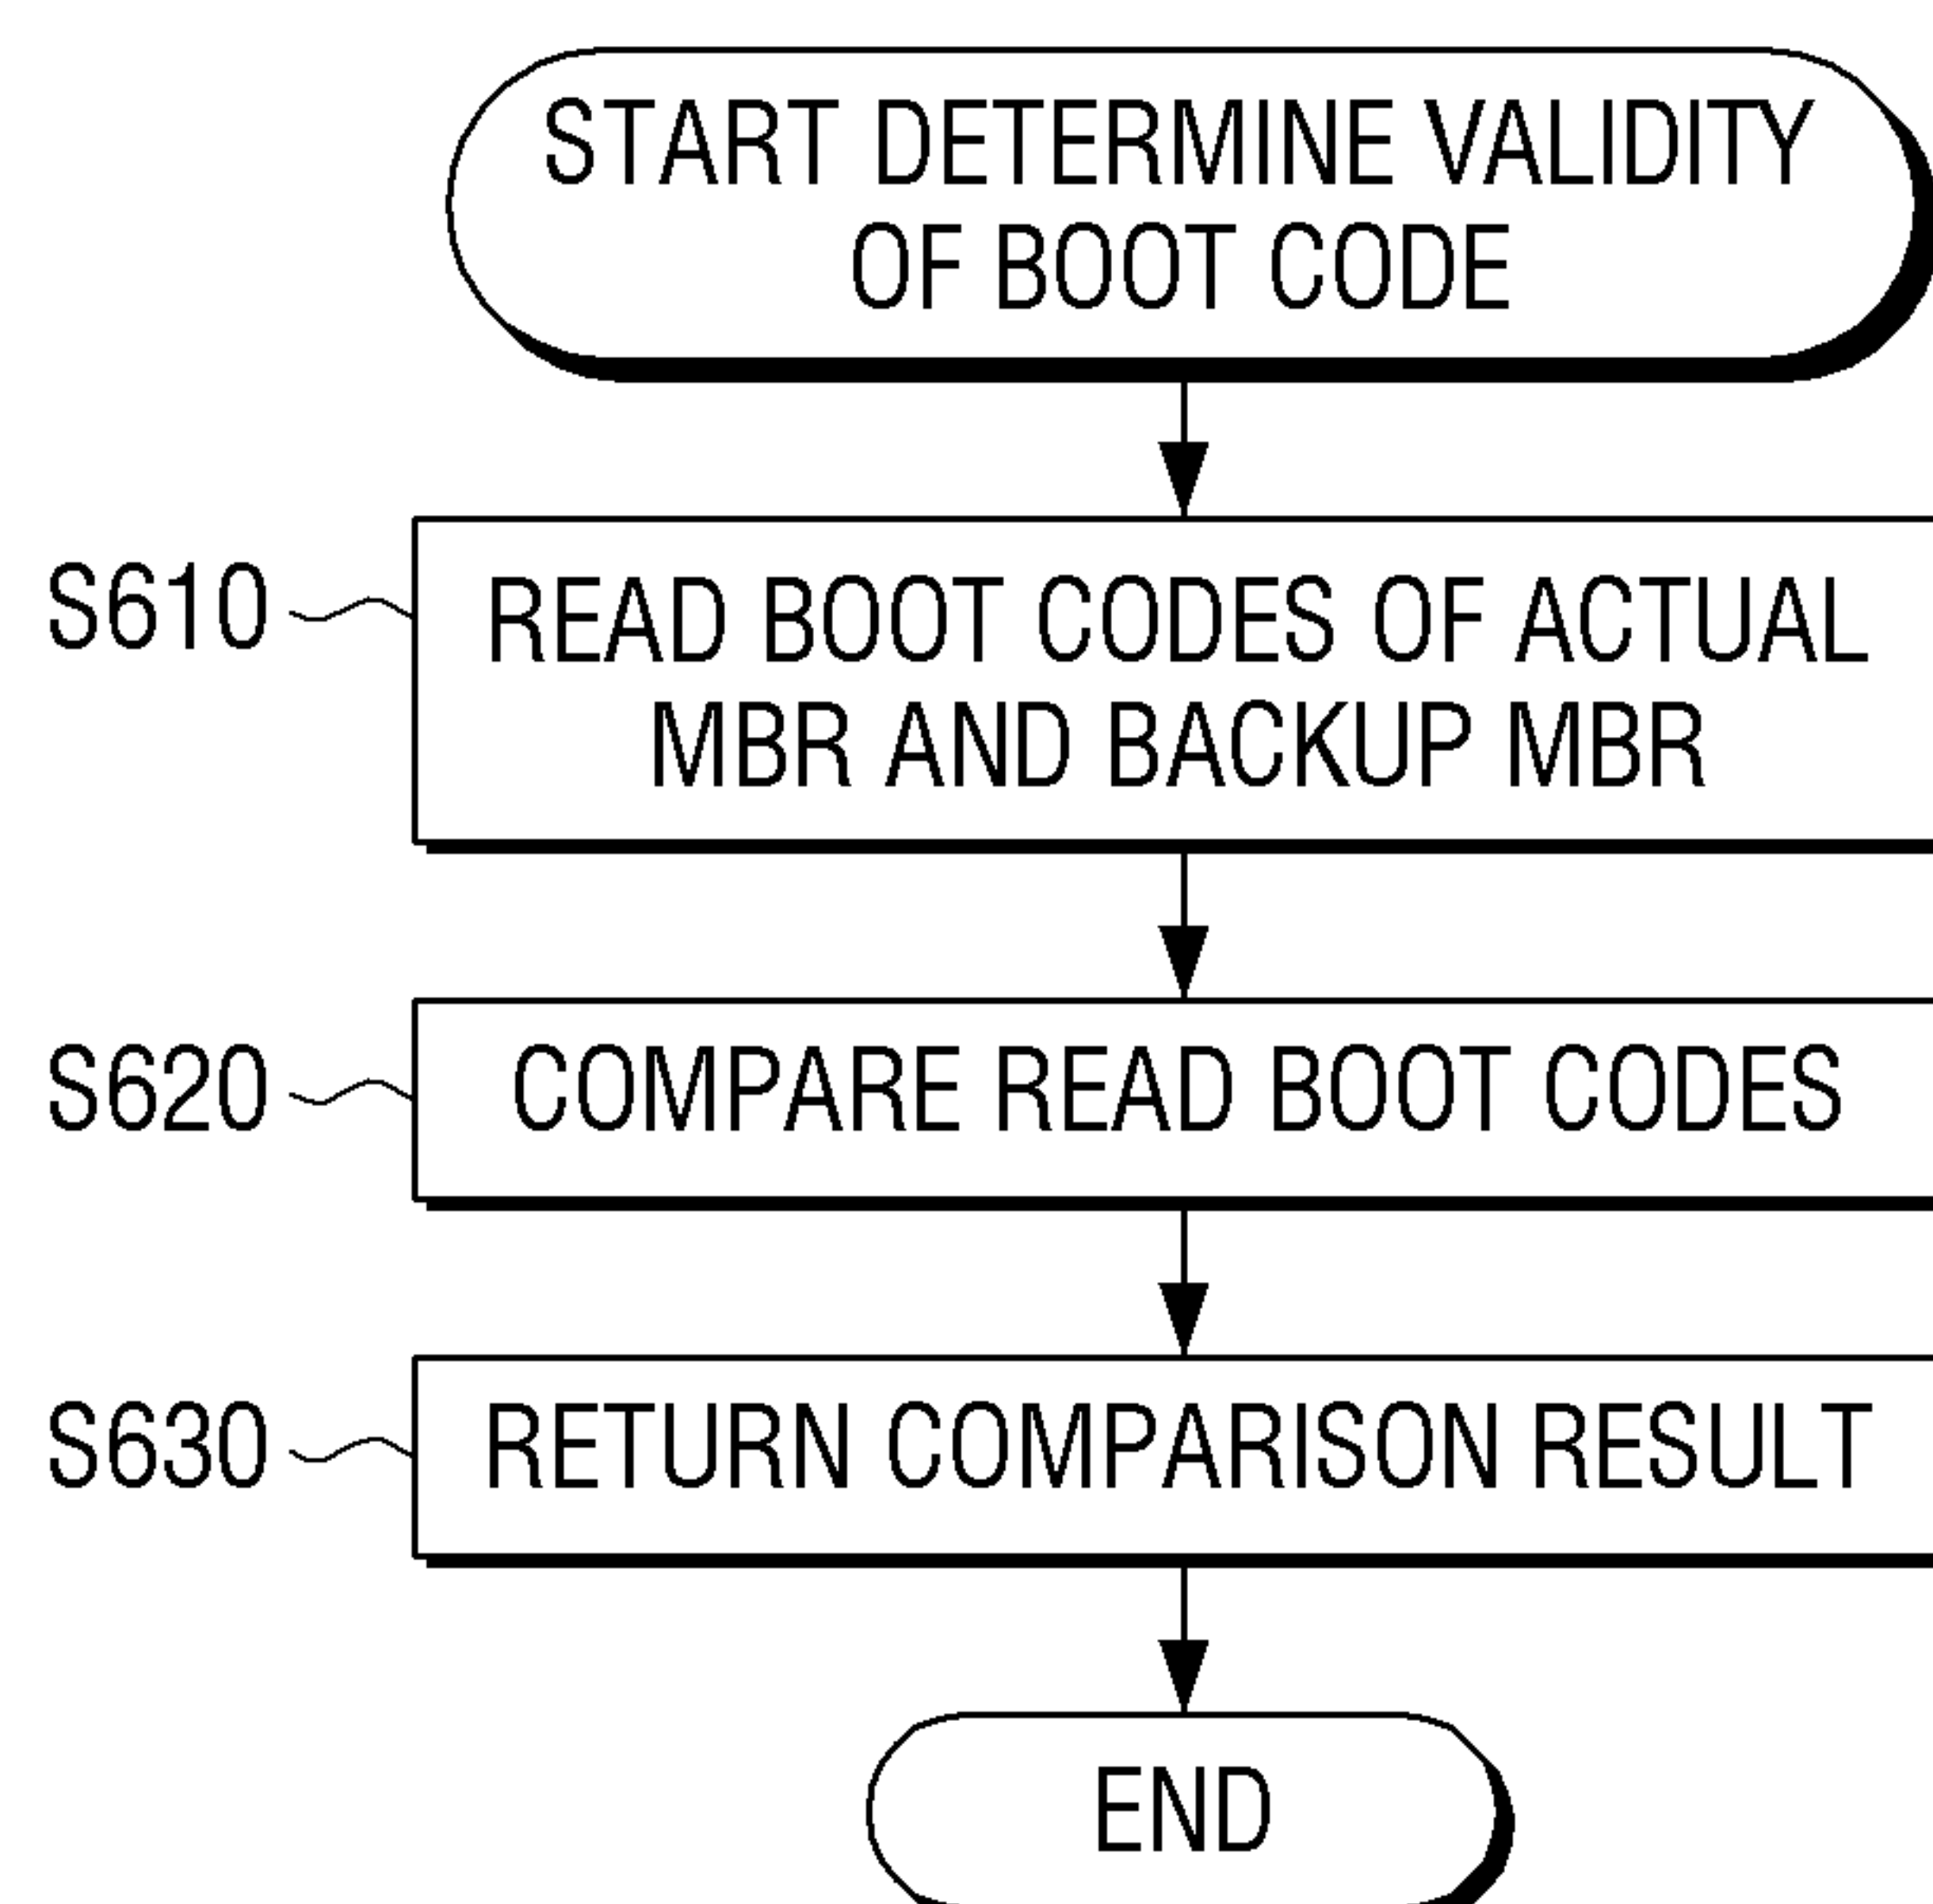 START DETERMINE VALIDITY
OF BOOT CODE
S610
READ BOOT CODES OF ACTUAL
MBR AND BACKUP MBR
S620
COMPARE READ BOOT CODES
S630
RETURN COMPARISON RESULT
END